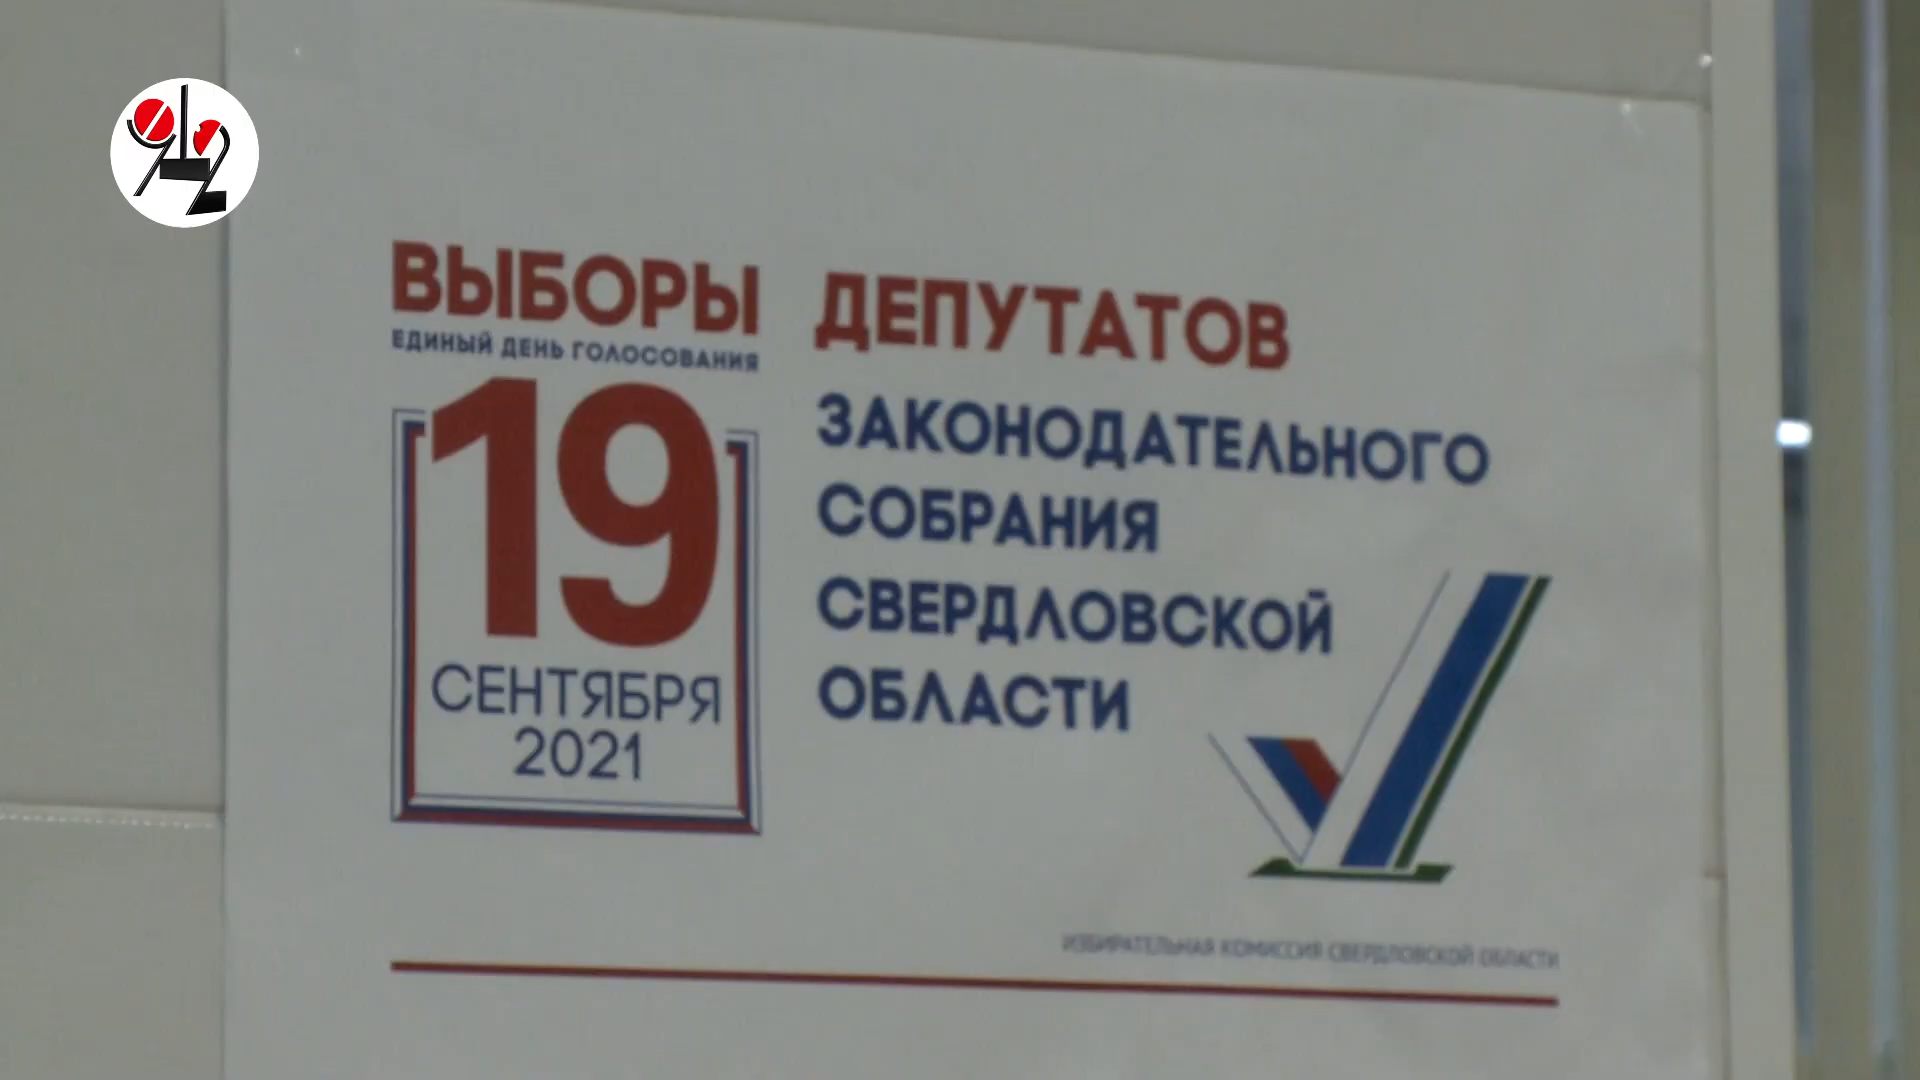 ВЫБОРЫ
ЕДИНЫЙ ДЕНЬ ГОЛОСОВАНИЯ
19
СЕНТЯБРЯ
2021
ДЕПУТАТОВ
ЗАКОНОДАТЕЛЬНОГО
СОБРАНИЯ
СВЕРДЛОВСКОЙ
ОБЛАСТИ
ИЗБИРАТЕЛЬНАЯ КОМИССИЯ СВЕРДЛОВСКОЙ ОБЛАСТИ